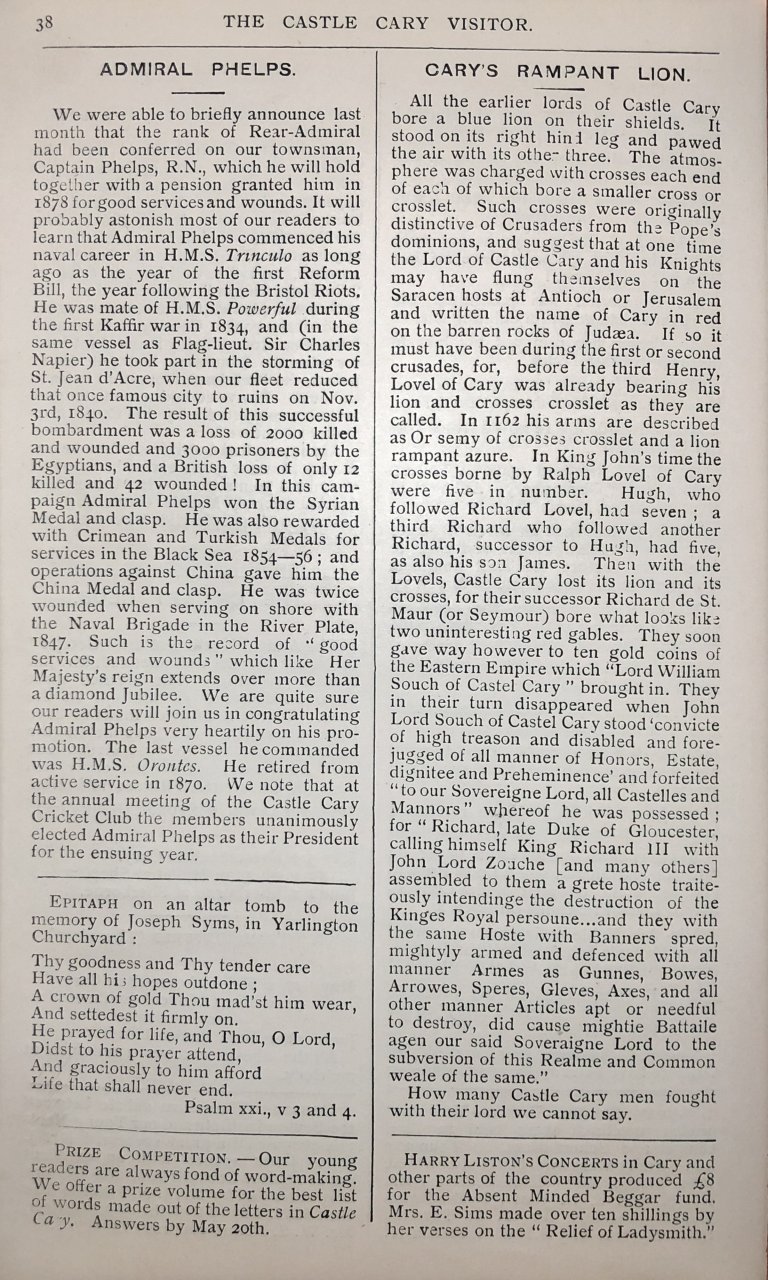 38
THE CASTLE CARY VISITOR.
ADMIRAL PHELPS.
We were able to briefly announce last
month that the rank of Rear-Admiral
had been conferred on our townsman,
Captain Phelps, R.N., which he will hold
together with a pension granted him in
1878 for good services and wounds. It will
probably astonish most of our readers to
learn that Admiral Phelps commenced his
naval career in H.M.S. Trinculo as long
ago as the year of the first Reform
Bill, the year following the Bristol Riots.
He was mate of H.M.S. Powerful during
the first Kaffir war in 1834, and (in the
same vessel as Flag-lieut. Sir Charles
Napier) he took part in the storming of
St. Jean d'Acre, when our fleet reduced
that once famous city to ruins on Nov.
3rd, 1840. The result of this successful
bombardment was a loss of 2000 killed
and wounded and 3000 prisoners by the
Egyptians, and a British loss of only 12
killed and 42 wounded! In this cam-
paign Admiral Phelps won the Syrian
Medal and clasp. He was also rewarded
with Crimean and Turkish Medals for
services in the Black Sea 1854—56; and
operations against China gave him the
China Medal and clasp. He was twice
wounded when serving on shore with
the Naval Brigade in the River Plate,
1847. Such is the record of "good
services and wounds" which like Her
Majesty's reign extends over more than
a diamond Jubilee. We are quite sure
our readers will join us in congratulating
Admiral Phelps very heartily on his pro-
motion. The last vessel he commanded
was H.M.S. Orontes. He retired from
active service in 1870. We note that at
the annual meeting of the Castle Cary
Cricket Club the members unanimously
elected Admiral Phelps as their President
for the ensuing year.
EPITAPH on an altar tomb to the
memory of Joseph Syms, in Yarlington
Churchyard:
Thy goodness and Thy tender care
Have all his hopes outdone;
A crown of gold Thou mad'st him wear,
And settedest it firmly on.
He prayed for life, and Thou, O Lord,
Didst to his prayer attend,
And graciously to him afford
Life that shall never end.
Psalm xxi., v 3 and 4.
PRIZE COMPETITION.—Our young
readers are always fond of word-making.
We offer a prize volume for the best list
of words made out of the letters in Castle
Cary. Answers by May 20th.
CARY'S RAMPANT LION.
All the earlier lords of Castle Cary
bore a blue lion on their shields. It
stood on its right hind leg and pawed
the air with its other three. The atmos-
phere was charged with crosses each end
of each of which bore a smaller cross or
crosslet. Such crosses were originally
distinctive of Crusaders from the Pope's
dominions, and suggest that at one time
the Lord of Castle Cary and his Knights
may have flung themselves on the
Saracen hosts at Antioch or Jerusalem
and written the name of Cary in red
on the barren rocks of Judæa. If so it
must have been during the first or second
crusades, for, before the third Henry,
Lovel of Cary was already bearing his
lion and crosses crosslet as they are
called. In 1162 his arms are described
as Or semy of crosses crosslet and a lion
rampant azure. In King John's time the
crosses borne by Ralph Lovel of Cary
were five in number. Hugh, who
followed Richard Lovel, had seven; a
third Richard who followed another
Richard, successor to Hugh, had five,
as also his son James. Then with the
Lovels, Castle Cary lost its lion and its
crosses, for their successor Richard de St.
Maur (or Seymour) bore what looks like
two uninteresting red gables. They soon
gave way however to ten gold coins of
the Eastern Empire which "Lord William
Souch of Castel Cary" brought in. They
in their turn disappeared when John
Lord Souch of Castel Cary stood 'convicte
of high treason and disabled and fore-
jugged of all manner of Honors, Estate,
dignitee and Preheminence' and forfeited
"to our Sovereigne Lord, all Castelles and
Mannors" whereof he was possessed;
for "Richard, late Duke of Gloucester,
calling himself King Richard III with
John Lord Zouche [and many others]
assembled to them a grete hoste traite-
ously intendinge the destruction of the
Kinges Royal persoune...and they with
the same Hoste with Banners spred,
mightyly armed and defenced with all
manner Armes as Gunnes, Bowes,
Arrowes, Speres, Gleves, Axes, and all
other manner Articles apt or needful
to destroy, did cause mightie Battaile
agen our said Soveraigne Lord to the
subversion of this Realme and Common
weale of the same."
How many Castle Cary men fought
with their lord we cannot say.
HARRY LISTON'S CONCERTS in Cary and
other parts of the country produced £8
for the Absent Minded Beggar fund.
Mrs. E. Sims made over ten shillings by
her verses on the "Relief of Ladysmith."